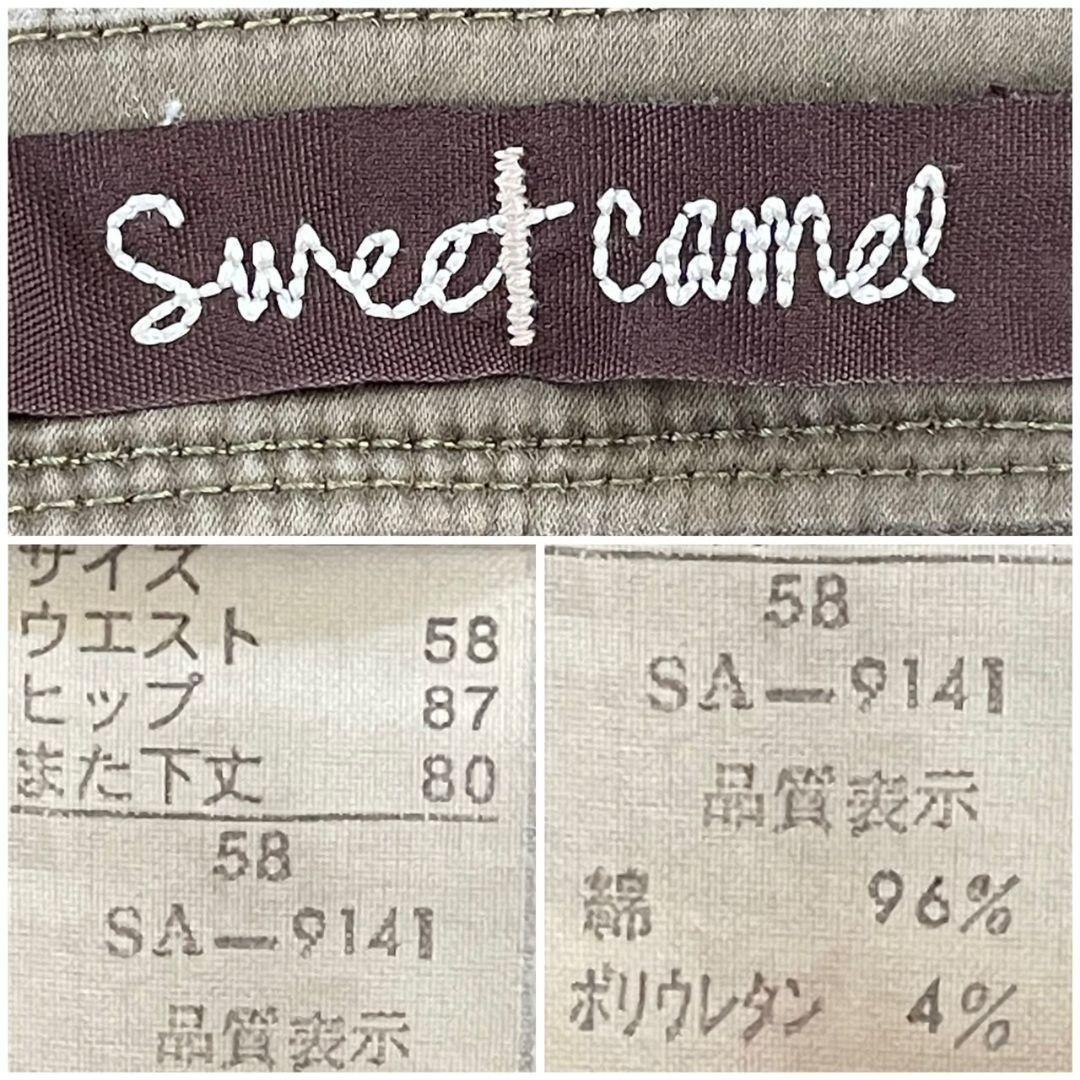 Sweet camel
サイズ
ウエスト 58
ヒップ 87
また下丈 80
58
SA-9141
品質表示
58
SA-9141
品質表示
綿 96%
ポリウレタン 4%